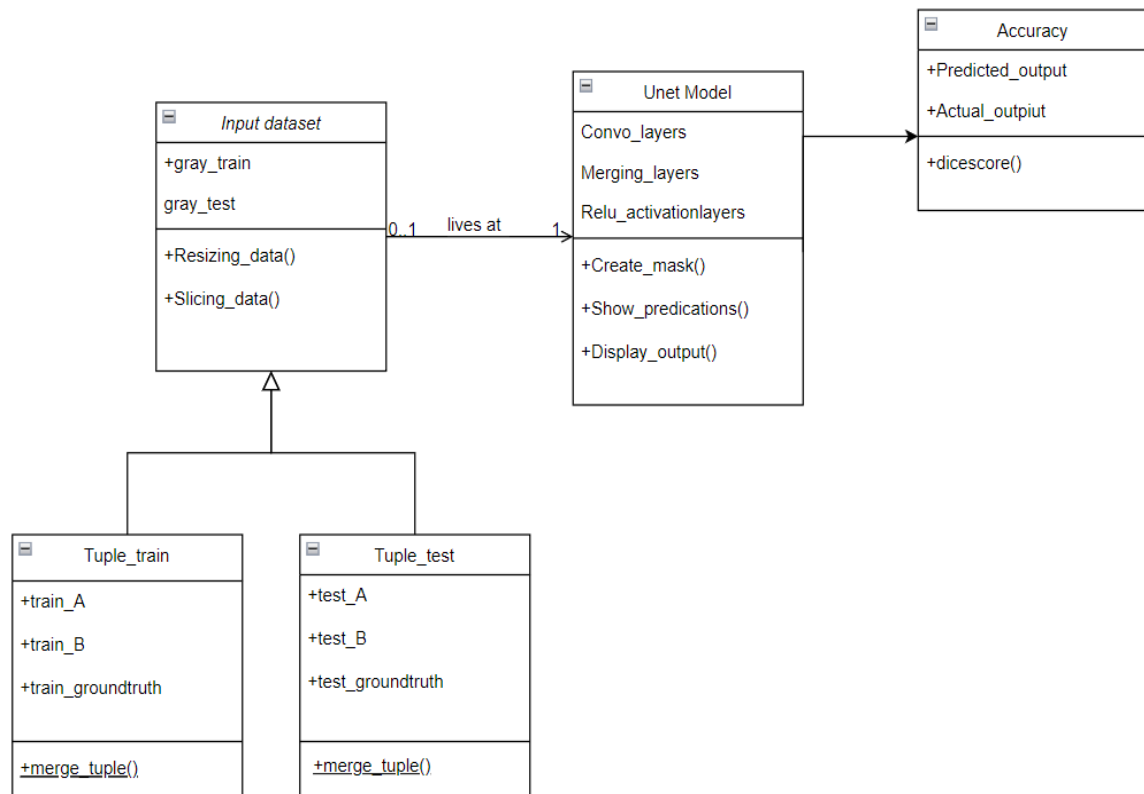 Accuracy
+Predicted_output
+Actual_outpiut
+dicescore()
Unet Model
Convo_layers
Merging_layers
Relu_activationlayers
+Create_mask()
+Show_predications()
+Display_output()
Input dataset
+gray_train
gray_test
+Resizing_data()
+Slicing_data()
0..1 lives at 1
Tuple_train
+train_A
+train_B
+train_groundtruth
+merge_tuple()
Tuple_test
+test_A
+test_B
+test_groundtruth
+merge_tuple()